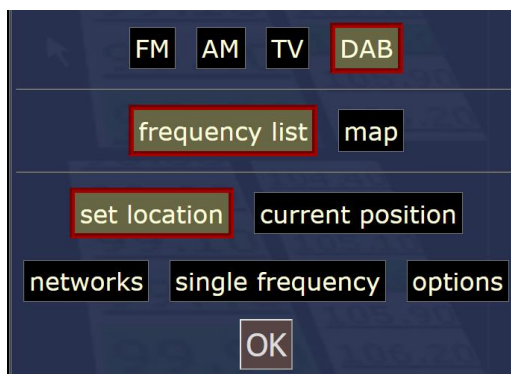 FM AM TV DAB
frequency list map
set location current position
networks single frequency options
OK